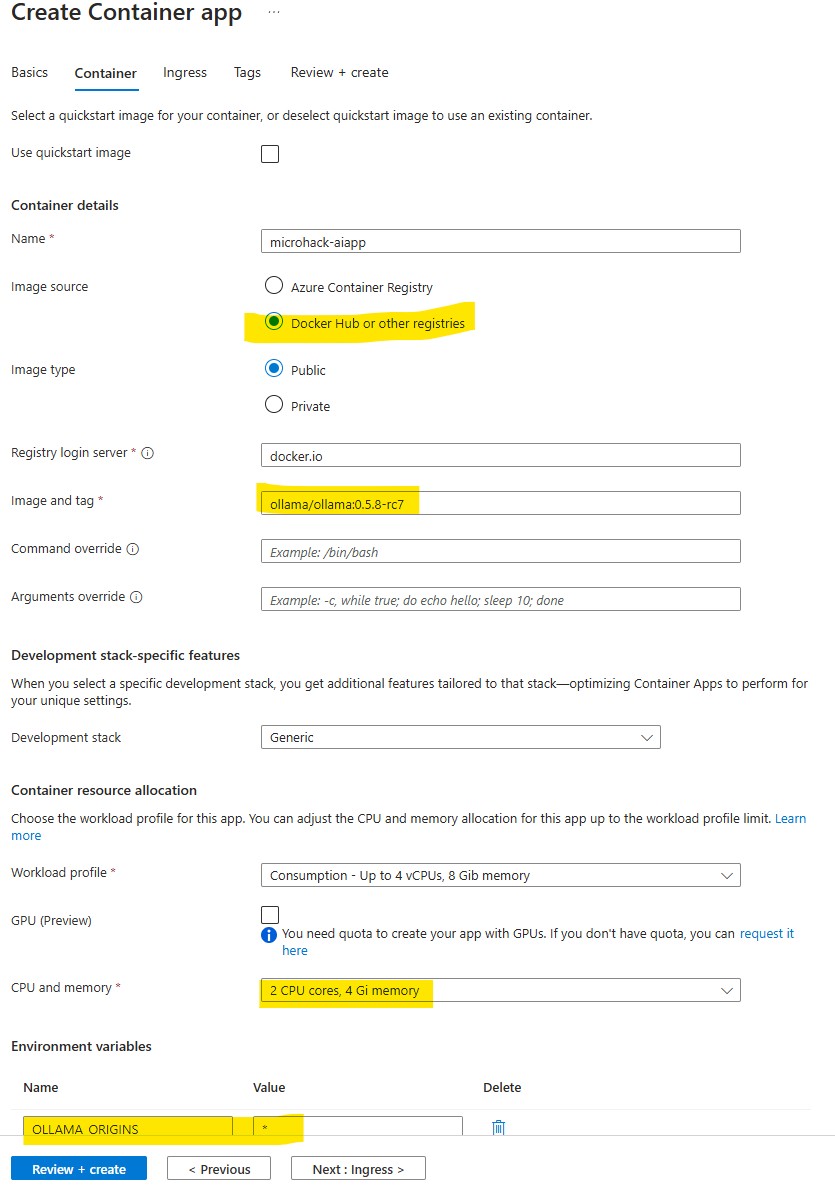 Create Container app ...
Basics Container Ingress Tags Review + create
Select a quickstart image for your container, or deselect quickstart image to use an existing container.
Use quickstart image
Container details
Name * microhack-aiapp
Image source Azure Container Registry
Docker Hub or other registries
Image type Public
Private
Registry login server * docker.io
Image and tag * ollama/ollama:0.5.8-rc7
Command override Example: /bin/bash
Arguments override Example: -c, while true; do echo hello; sleep 10; done
Development stack-specific features
When you select a specific development stack, you get additional features tailored to that stack—optimizing Container Apps to perform for
your unique settings.
Development stack Generic
Container resource allocation
Choose the workload profile for this app. You can adjust the CPU and memory allocation for this app up to the workload profile limit. Learn
more
Workload profile * Consumption - Up to 4 vCPUs, 8 Gib memory
GPU (Preview)
You need quota to create your app with GPUs. If you don't have quota, you can request it
here
CPU and memory * 2 CPU cores, 4 Gi memory
Environment variables
Name Value Delete
OLLAMA_ORIGINS *
Review + create < Previous Next : Ingress >